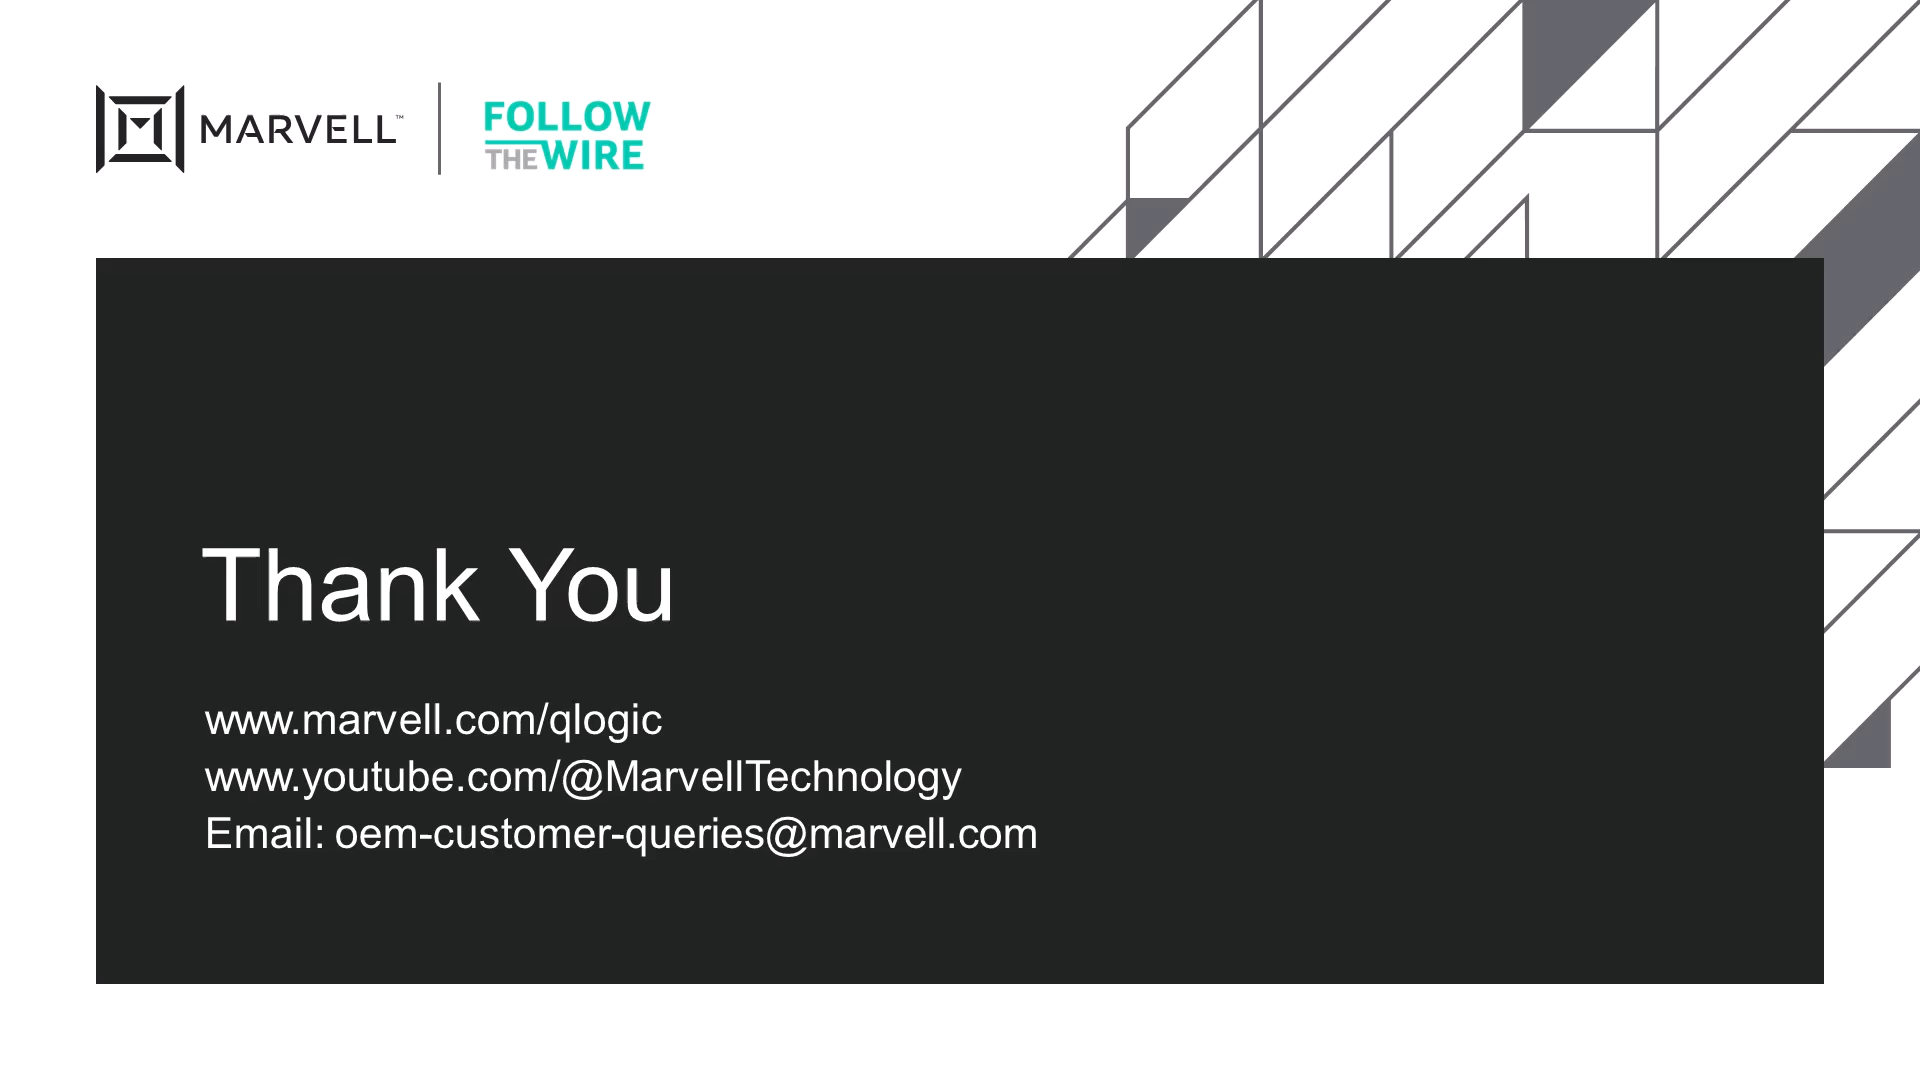 MARVELL™
FOLLOW
THE WIRE
Thank You
www.marvell.com/qlogic
www.youtube.com/@MarvellTechnology
Email: oem-customer-queries@marvell.com